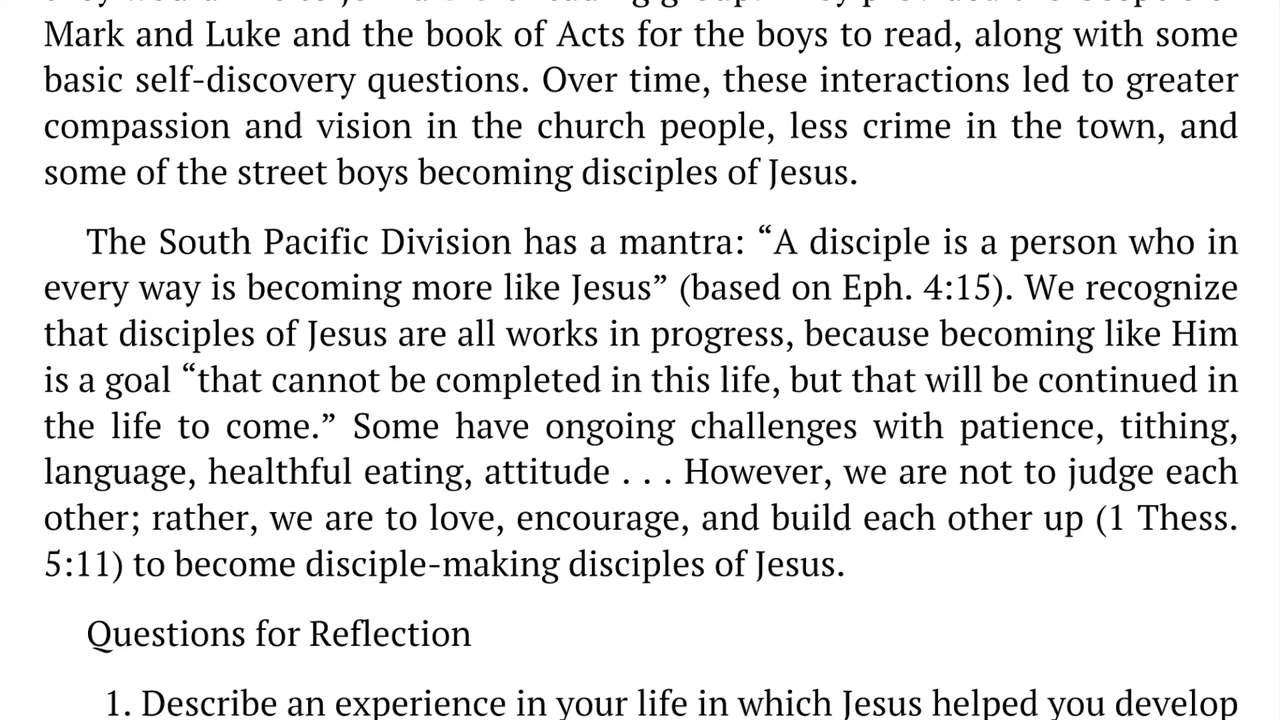 Mark and Luke and the book of Acts for the boys to read, along with some
basic self-discovery questions. Over time, these interactions led to greater
compassion and vision in the church people, less crime in the town, and
some of the street boys becoming disciples of Jesus.
The South Pacific Division has a mantra: “A disciple is a person who in
every way is becoming more like Jesus” (based on Eph. 4:15). We recognize
that disciples of Jesus are all works in progress, because becoming like Him
is a goal “that cannot be completed in this life, but that will be continued in
the life to come.” Some have ongoing challenges with patience, tithing,
language, healthful eating, attitude . . . However, we are not to judge each
other; rather, we are to love, encourage, and build each other up (1 Thess.
5:11) to become disciple-making disciples of Jesus.
Questions for Reflection
1. Describe an experience in your life in which Jesus helped you develop